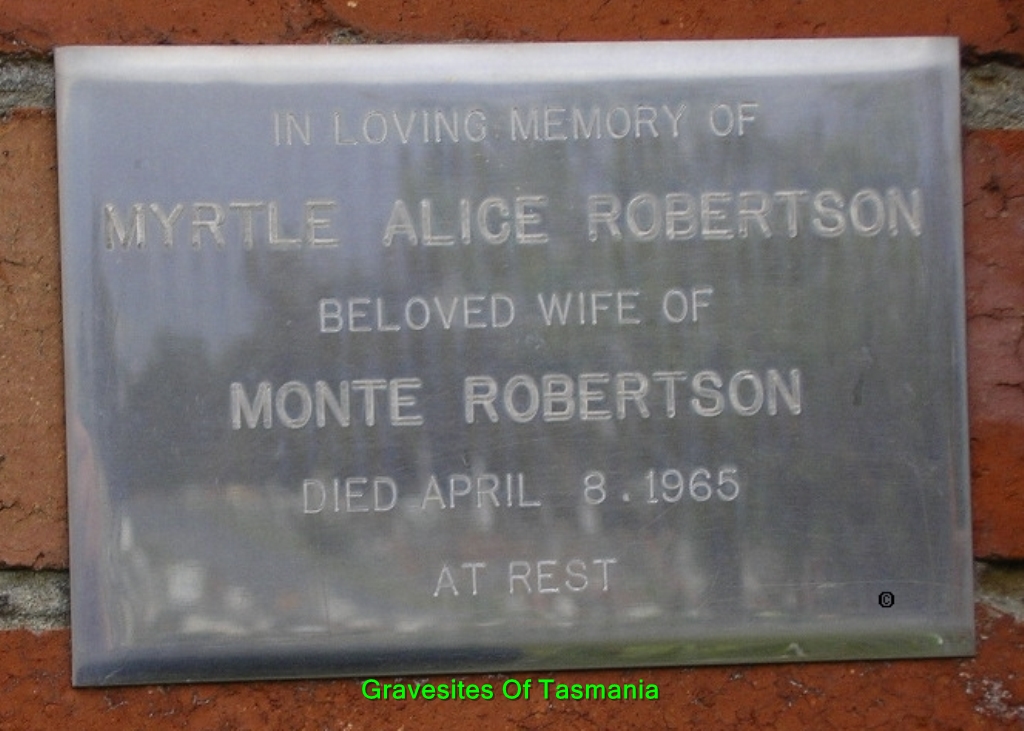 IN LOVING MEMORY OF
MYRTLE ALICE ROBERTSON
BELOVED WIFE OF
MONTE ROBERTSON
DIED APRIL 8.1965
AT REST
©
Gravesites Of Tasmania